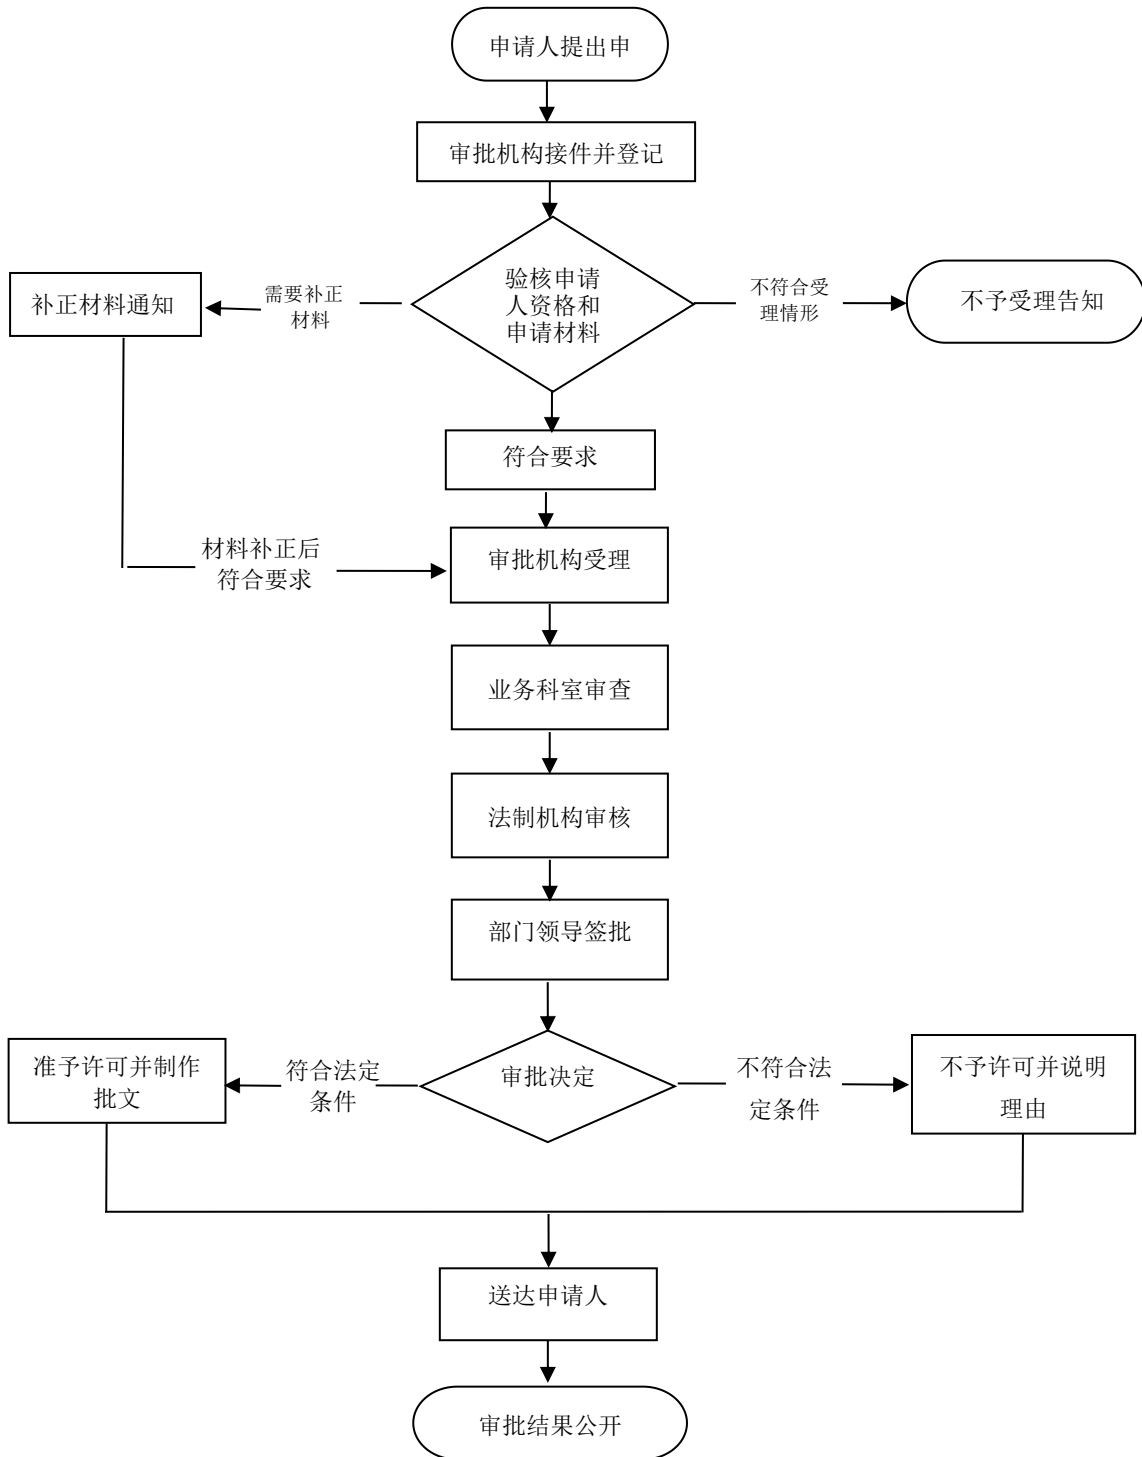 申请人提出申
审批机构接件并登记
验核申请
人资格和
申请材料
需要补正
材料
补正材料通知
不符合受
理情形
不予受理告知
符合要求
材料补正后
符合要求
审批机构受理
业务科室审查
法制机构审核
部门领导签批
审批决定
符合法定
条件
准予许可并制作
批文
不符合法
定条件
不予许可并说明
理由
送达申请人
审批结果公开